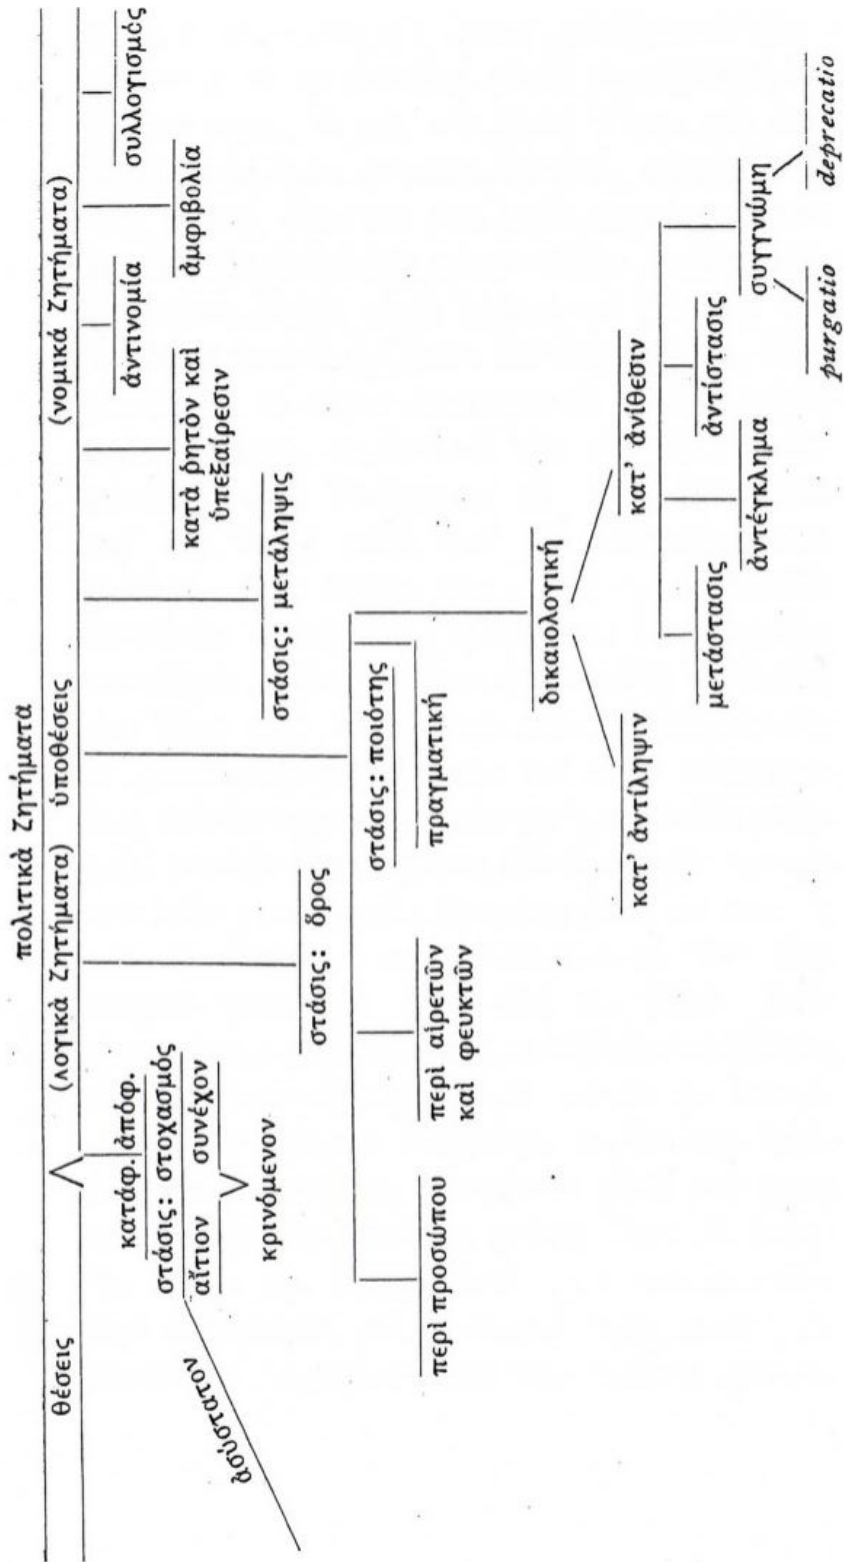 πολιτικὰ ζητήματα
θέσεις
(λογικὰ ζητήματα)
ὑποθέσεις
(νομικὰ ζητήματα)
κατάφ. ἀπόφ.
στάσις: στοχασμός
αἴτιον
συνέχον
κρινόμενον
ἀσύστατον
στάσις: ὅρος
στάσις: μετάληψις
κατὰ ῥητὸν καὶ
ὑπεξαίρεσιν
ἀντινομία
ἀμφιβολία
συλλογισμός
στάσις: ποιότης
περὶ προσώπου
περὶ αἱρετῶν
καὶ φευκτῶν
πραγματική
δικαιολογική
κατ' ἀντίληψιν
κατ' ἀνίθεσιν
μετάστασις
ἀντέγκλημα
ἀντίστασις
συγγνώμη
purgatio
deprecatio